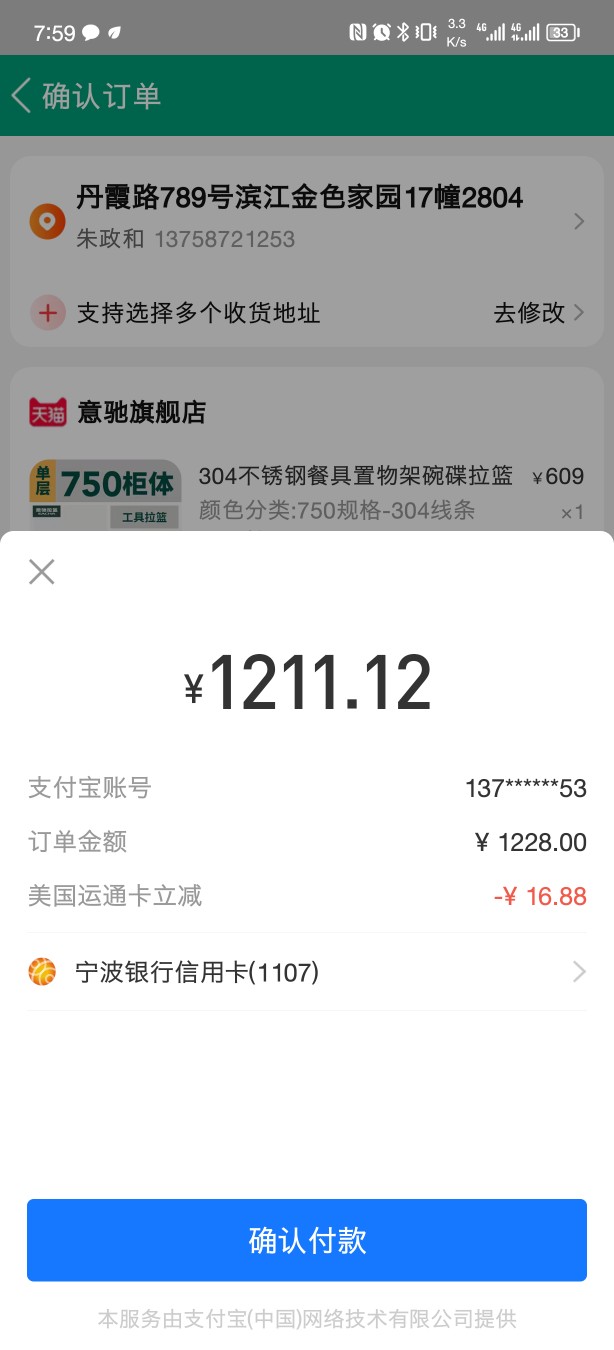 7:59
3.3
K/s
4G
4G
33
确认订单
丹霞路789号滨江金色家园17幢2804
朱政和 13758721253
支持选择多个收货地址 去修改
天猫 意驰旗舰店
单层 750柜体
工具拉篮
304不锈钢餐具置物架碗碟拉篮 ¥609
颜色分类:750规格-304线条 ×1
¥1211.12
支付宝账号 137******53
订单金额 ¥ 1228.00
美国运通卡立减 -¥ 16.88
宁波银行信用卡(1107)
确认付款
本服务由支付宝(中国)网络技术有限公司提供